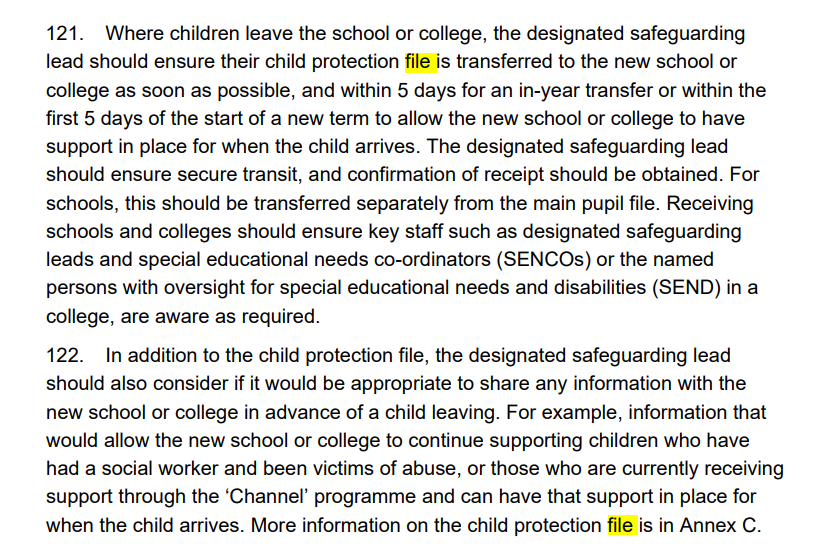 121. Where children leave the school or college, the designated safeguarding
lead should ensure their child protection file is transferred to the new school or
college as soon as possible, and within 5 days for an in-year transfer or within the
first 5 days of the start of a new term to allow the new school or college to have
support in place for when the child arrives. The designated safeguarding lead
should ensure secure transit, and confirmation of receipt should be obtained. For
schools, this should be transferred separately from the main pupil file. Receiving
schools and colleges should ensure key staff such as designated safeguarding
leads and special educational needs co-ordinators (SENCOs) or the named
persons with oversight for special educational needs and disabilities (SEND) in a
college, are aware as required.
122. In addition to the child protection file, the designated safeguarding lead
should also consider if it would be appropriate to share any information with the
new school or college in advance of a child leaving. For example, information that
would allow the new school or college to continue supporting children who have
had a social worker and been victims of abuse, or those who are currently receiving
support through the ‘Channel’ programme and can have that support in place for
when the child arrives. More information on the child protection file is in Annex C.